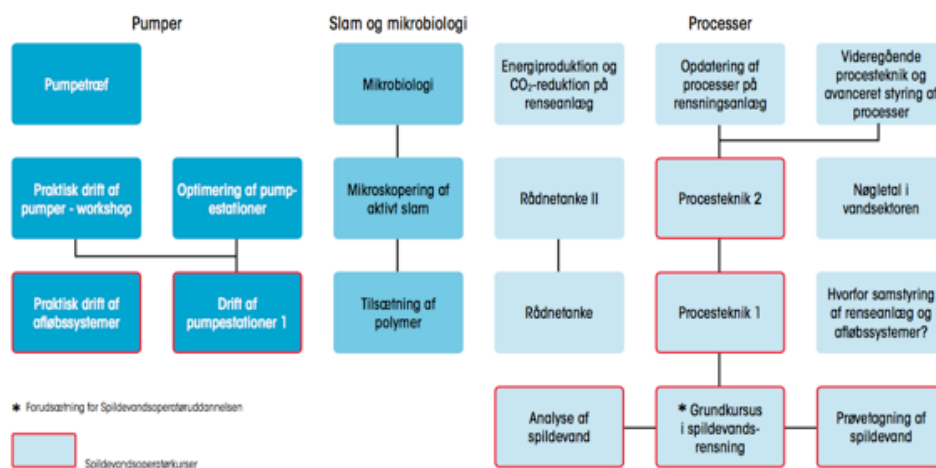 Pumper
Slam og mikrobiologi
Processer
Pumpetræf
Mikrobiologi
Energiproduktion og
CO₂-reduktion på
renseanlæg
Opdatering af
processer på
rensningsanlæg
Videregående
procesteknik og
avanceret styring af
processer
Praktisk drift af
pumper - workshop
Optimering af pump-
estationer
Mikroskopering af
aktivt slam
Rådnetanke II
Procesteknik 2
Nøgletal i
vandsektoren
Praktisk drift af
afløbssystemer
Drift af
pumpestationer 1
Tilsætning af
polymer
Rådnetanke
Procesteknik 1
Hvorfor samstyring
af renseanlæg og
afløbssystemer?
* Forudsætning for Spildevandsoperatøruddannelsen
Spildevandsoperatørkurser
Analyse af
spildevand
* Grundkursus
i spildevands-
rensning
Prøvetagning af
spildevand